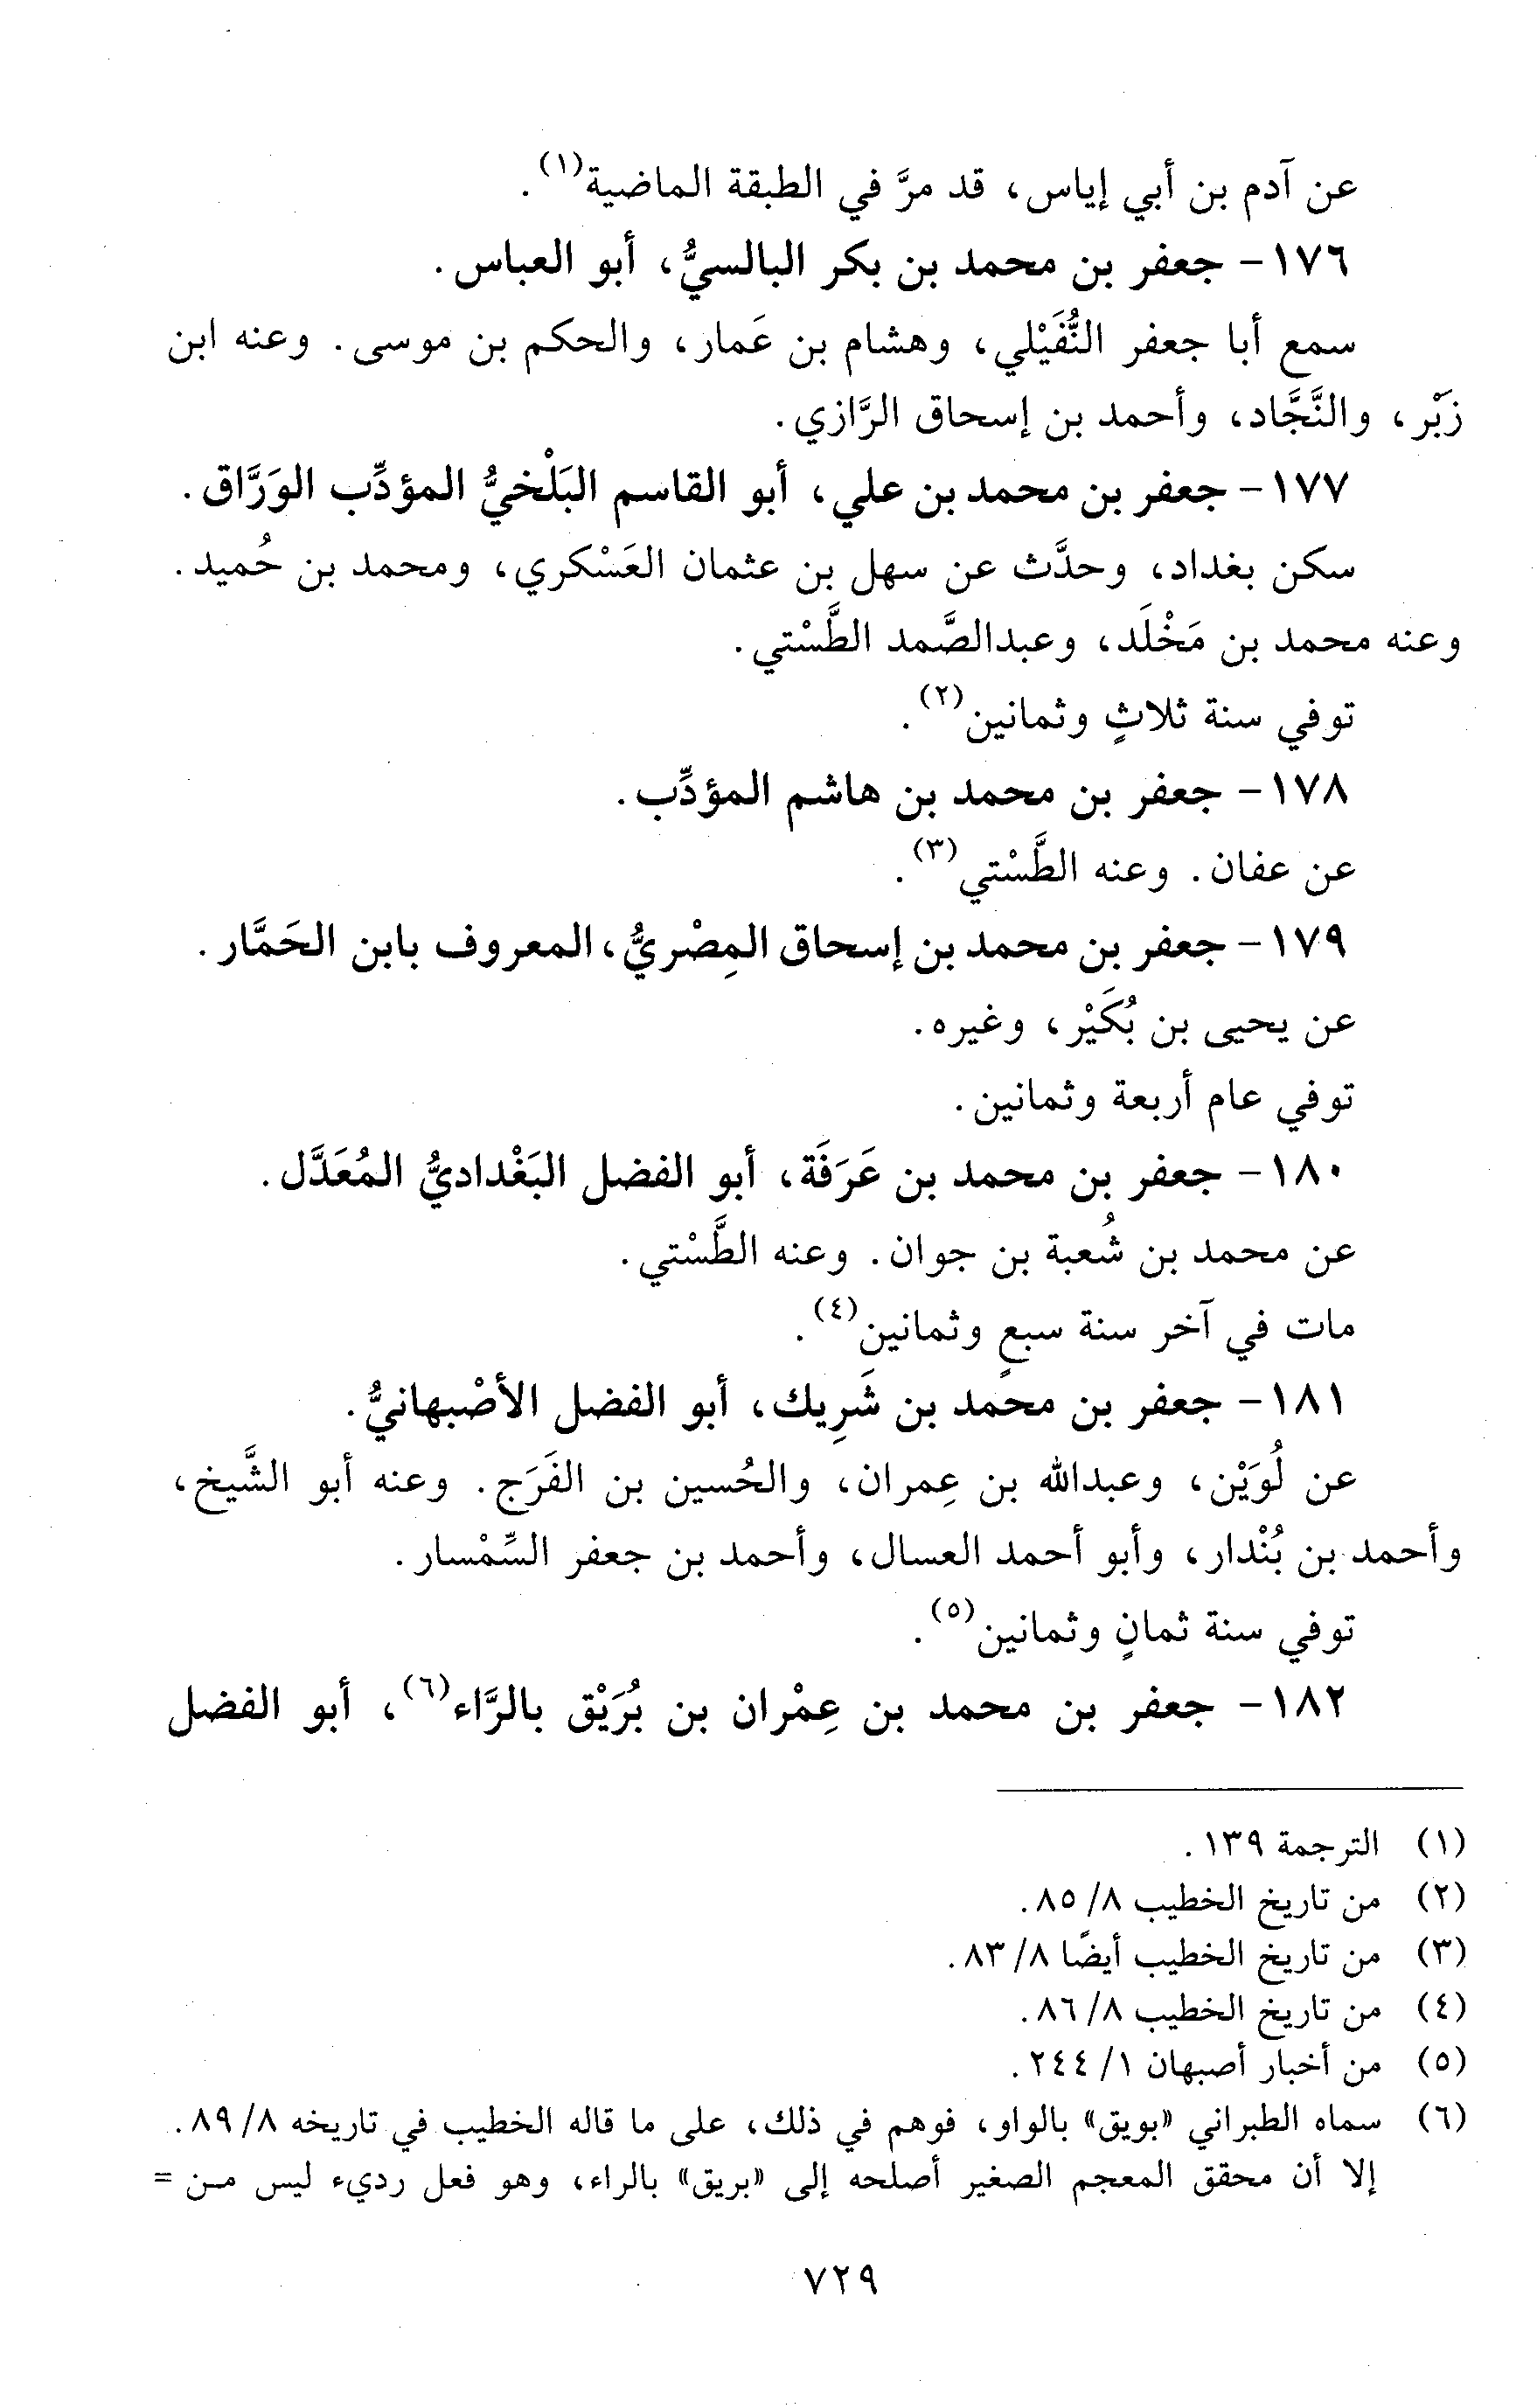 عن آدم بن أبي إياس، قد مرَّ في الطبقة الماضية(١).
١٧٦- جعفر بن محمد بن بكر البالسيُّ، أبو العباس.
سمع أبا جعفر النُّفَيْلي، وهشام بن عَمار، والحكم بن موسى. وعنه ابن
زَبْر، والنَّجَّاد، وأحمد بن إسحاق الرَّازي.
١٧٧- جعفر بن محمد بن علي، أبو القاسم البَلْخيُّ المؤدِّب الوَرَّاق.
سكن بغداد، وحدَّث عن سهل بن عثمان العَسْكري، ومحمد بن حُميد.
وعنه محمد بن مَخْلَد، وعبدالصَّمد الطَّسْتي.
توفي سنة ثلاثٍ وثمانين(٢).
١٧٨- جعفر بن محمد بن هاشم المؤدِّب.
عن عفان. وعنه الطَّسْتي(٣).
١٧٩- جعفر بن محمد بن إسحاق المِصْريُّ، المعروف بابن الحَمَّار.
عن يحيى بن بُكَيْر، وغيره.
توفي عام أربعة وثمانين.
١٨٠- جعفر بن محمد بن عَرَفَة، أبو الفضل البَغْداديُّ المُعَدَّل.
عن محمد بن شُعبة بن جوان. وعنه الطَّسْتي.
مات في آخر سنة سبعٍ وثمانين(٤).
١٨١- جعفر بن محمد بن شَرِيك، أبو الفضل الأصْبهانيُّ.
عن لُوَيْن، وعبدالله بن عِمران، والحُسين بن الفَرَج. وعنه أبو الشَّيخ،
وأحمد بن بُنْدار، وأبو أحمد العسال، وأحمد بن جعفر السِّمْسار.
توفي سنة ثمانٍ وثمانين(٥).
١٨٢- جعفر بن محمد بن عِمْران بن بُرَيْق بالرَّاء(٦)، أبو الفضل
(١) الترجمة ١٣٩.
(٢) من تاريخ الخطيب ٨/ ٨٥.
(٣) من تاريخ الخطيب أيضًا ٨/ ٨٣.
(٤) من تاريخ الخطيب ٨/ ٨٦.
(٥) من أخبار أصبهان ١/ ٢٤٤.
(٦) سماه الطبراني «بويق» بالواو، فوهم في ذلك، على ما قاله الخطيب في تاريخه ٨/ ٨٩.
إلا أن محقق المعجم الصغير أصلحه إلى «بريق» بالراء، وهو فعل رديء ليس من =
٧٢٩